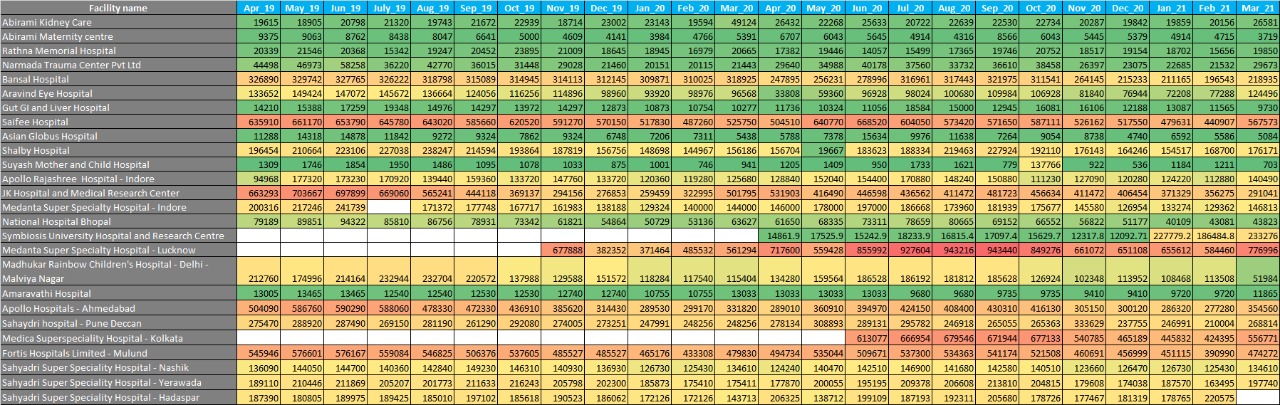 Facility name Apr_19 May_19 Jun_19 July_19 Aug_19 Sep_19 Oct_19 Nov_19 Dec_19 Jan_20 Feb_20 Mar_20 Apr_20 May_20 Jun_20 Jul_20 Aug_20 Sep_20 Oct_20 Nov_20 Dec_20 Jan_21 Feb_21 Mar_21
Abirami Kidney Care 19615 18905 20798 21320 19743 21672 22939 18714 23002 23143 19594 49124 26432 22268 25633 20722 22639 22530 22734 20287 19842 19859 20156 26581
Abirami Maternity centre 9375 9063 8762 8438 8047 6641 5000 4609 4141 3984 4766 5391 6707 6043 5645 4914 4316 8566 6043 5445 5379 4914 4715 3719
Rathna Memorial Hospital 20339 21546 20368 15342 19247 20452 23895 21009 18645 18945 16979 20665 17382 19446 14057 15499 17365 19746 20752 18517 19154 18702 15656 19850
Narmada Trauma Center Pvt Ltd 44498 46973 58258 36220 42770 36015 31448 29028 21460 20151 20115 21443 29640 34988 40178 37560 33732 36610 38458 26397 23075 22685 21532 29673
Bansal Hospital 326890 329742 327765 326222 318798 315089 314945 314113 312145 309871 310025 318925 247895 256231 278996 316961 317443 321975 311541 264145 215233 211165 196543 218935
Aravind Eye Hospital 133652 149424 147072 145672 136664 124056 116256 114896 98960 93920 98976 96568 33808 59360 96928 98024 100680 109984 106928 81840 76944 72208 77288 124496
Gut GI and Liver Hospital 14210 15388 17259 19348 14976 14297 13972 14297 12873 10873 10754 10277 11736 10324 11056 18584 15000 12945 16081 16106 12188 13087 11565 9730
Saifee Hospital 635910 661170 653790 645780 643020 585660 620520 591270 570150 517830 487260 525750 504510 640770 668520 604050 573420 571650 587111 526162 517550 479631 440907 567573
Asian Globus Hospital 11288 14318 14878 11842 9272 9324 7862 9324 6748 7206 7311 5438 5788 7378 15634 9976 11638 7264 9054 8738 4740 6592 5586 5084
Shalby Hospital 196454 210664 223106 227038 238247 214594 193864 187819 156756 148698 144967 156186 156704 19667 183623 188334 219463 227924 192110 176143 164246 154517 168700 176171
Suyash Mother and Child Hospital 1309 1746 1854 1950 1486 1095 1078 1033 875 1001 746 941 1205 1409 950 1733 1621 779 137766 922 536 1184 1211 703
Apollo Rajashree Hospital - Indore 94968 177320 173230 170920 139440 159360 133720 147760 133720 120360 119280 125680 128840 152040 154400 170880 148240 150880 111230 127090 120280 124220 112880 140490
JK Hospital and Medical Research Center 663293 703667 697899 669060 565241 444118 369137 294156 276853 259459 322995 501795 531903 416490 446598 436562 411472 481723 456634 411472 406454 371329 356275 291041
Medanta Super Specialty Hospital - Indore 200316 217246 241739 171372 177748 167717 161983 138188 129324 140000 144000 146000 178000 197000 186668 173960 181939 175677 145580 126954 133274 129362 146813
National Hospital Bhopal 79189 89851 94322 85810 86756 78931 73342 61821 54864 50729 53136 63627 61650 68335 73311 78659 80665 69152 66552 56822 51177 40109 43081 43823
Symbiosis University Hospital and Research Centre 14861.9 17525.9 15242.9 18233.9 16815.4 17097.4 15629.7 12317.8 12092.71 227779.2 186484.8 233276
Medanta Super Specialty Hospital - Lucknow 677888 382352 371464 485532 561294 717600 559428 855992 927604 943216 943440 849276 661072 651108 655612 584460 776996
Madhukar Rainbow Children's Hospital - Delhi -
Malviya Nagar 212760 174996 214164 232944 232704 220572 137988 129588 151572 118284 117540 115404 134280 159564 186528 186192 181812 185628 126924 102348 113952 108468 113508 51984
Amaravathi Hospital 13005 13465 13465 12540 12540 12530 12530 12740 12740 10755 10755 13033 13033 13033 13033 9680 9680 9735 9735 9410 9410 9720 9720 11865
Apollo Hospitals - Ahmedabad 504090 586760 590290 588060 478330 472330 436910 385620 314430 289530 299170 331820 289010 360910 394970 424150 408400 430310 416130 305150 300120 286320 277280 354560
Sahaydri hospital - Pune Deccan 275470 288920 287490 269150 281190 261290 292080 274005 273251 247991 248256 248256 278134 308893 289131 295782 246918 265055 265363 333629 237755 246991 210004 268814
Medica Superspeciality Hospital - Kolkata 613077 666954 679546 671944 677133 540785 465189 445832 424395 556771
Fortis Hospitals Limited - Mulund 545946 576601 576167 559084 546825 506376 537605 485527 485527 465176 433308 479830 494734 535044 509671 537300 534363 541174 521508 460691 456999 451115 390990 474272
Sahyadri Super Speciality Hospital - Nashik 136090 144050 144700 140360 142840 149230 146310 140930 136930 126730 125430 134610 124240 140470 142510 146900 141680 142580 140510 123660 126470 126730 125430 134610
Sahyadri Super Speciality Hospital - Yerawada 189110 210446 211869 205207 201773 211633 216243 205798 202300 185873 175410 175411 177870 200055 195195 209378 206608 213810 204815 179608 174038 187570 163495 197740
Sahyadri Super Speciality Hospital - Hadaspar 187390 180805 189975 189425 185010 197102 185618 190523 186062 172126 172126 143713 206325 138712 199109 187193 192311 205680 178726 177467 181319 178765 220575